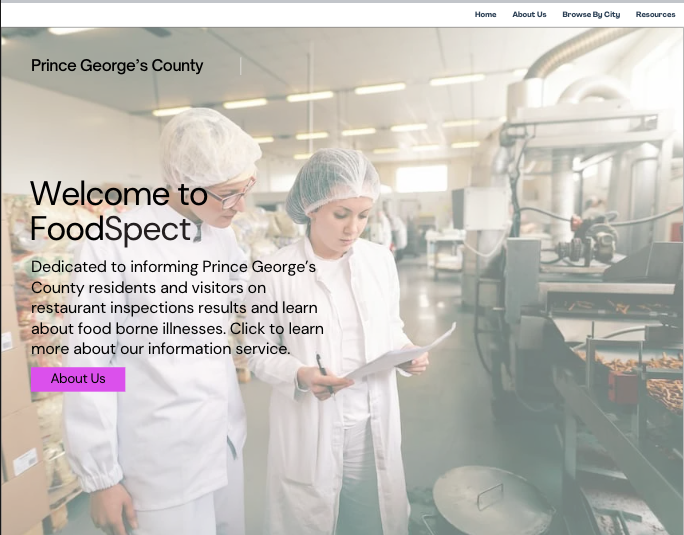 Home About Us Browse By City Resources
Prince George's County
Welcome to
FoodSpect
Dedicated to informing Prince George's
County residents and visitors on
restaurant inspections results and learn
about food borne illnesses. Click to learn
more about our information service.
About Us